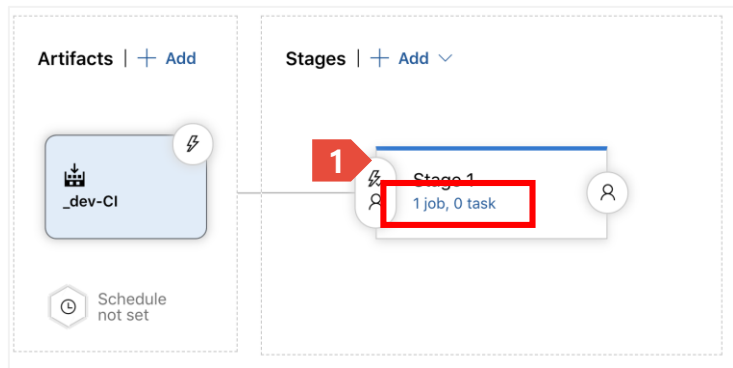 Artifacts | + Add
Stages | + Add
1
Stage 1
_dev-CI
1 job, 0 task
Schedule
not set